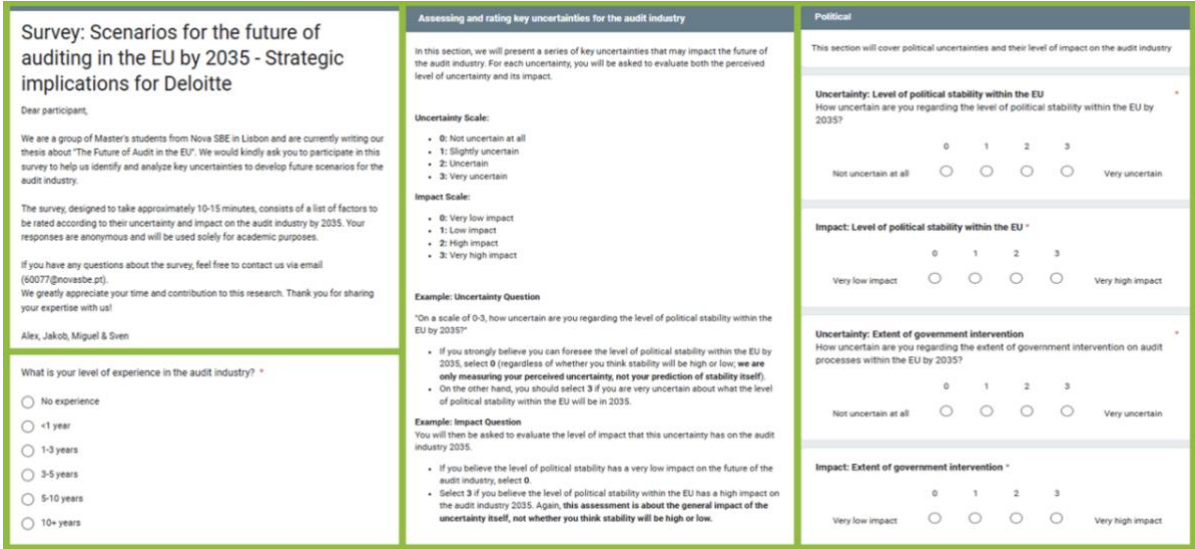 Survey: Scenarios for the future of
auditing in the EU by 2035 - Strategic
implications for Deloitte
Dear participant,
We are a group of Master's students from Nova SBE in Lisbon and are currently writing our
thesis about "The Future of Audit in the EU". We would kindly ask you to participate in this
survey to help us identify and analyze key uncertainties to develop future scenarios for the
audit industry.
The survey, designed to take approximately 10-15 minutes, consists of a list of factors to
be rated according to their uncertainty and impact on the audit industry by 2035. Your
responses are anonymous and will be used solely for academic purposes.
If you have any questions about the survey, feel free to contact us via email
(60077@novasbe.pt).
We greatly appreciate your time and contribution to this research. Thank you for sharing
your expertise with us!
Alex, Jakob, Miguel & Sven
What is your level of experience in the audit industry? *
No experience
<1 year
1-3 years
3-5 years
5-10 years
10+ years
Assessing and rating key uncertainties for the audit industry
In this section, we will present a series of key uncertainties that may impact the future of
the audit industry. For each uncertainty, you will be asked to evaluate both the perceived
level of uncertainty and its impact.
Uncertainty Scale:
• 0: Not uncertain at all
• 1: Slightly uncertain
• 2: Uncertain
• 3: Very uncertain
Impact Scale:
• 0: Very low impact
• 1: Low impact
• 2: High impact
• 3: Very high impact
Example: Uncertainty Question
"On a scale of 0-3, how uncertain are you regarding the level of political stability within the
EU by 2035?"
• If you strongly believe you can foresee the level of political stability within the EU by
2035, select 0 (regardless of whether you think stability will be high or low; we are
only measuring your perceived uncertainty, not your prediction of stability itself).
• On the other hand, you should select 3 if you are very uncertain about what the level
of political stability within the EU will be in 2035.
Example: Impact Question
You will then be asked to evaluate the level of impact that this uncertainty has on the audit
industry 2035.
• If you believe the level of political stability has a very low impact on the future of the
audit industry, select 0.
• Select 3 if you believe the level of political stability within the EU has a high impact on
the audit industry 2035. Again, this assessment is about the general impact of the
uncertainty itself, not whether you think stability will be high or low.
Political
This section will cover political uncertainties and their level of impact on the audit industry
Uncertainty: Level of political stability within the EU *
How uncertain are you regarding the level of political stability within the EU by
2035?
0 1 2 3
Not uncertain at all Very uncertain
Impact: Level of political stability within the EU *
0 1 2 3
Very low impact Very high impact
Uncertainty: Extent of government intervention *
How uncertain are you regarding the extent of government intervention on audit
processes within the EU by 2035?
0 1 2 3
Not uncertain at all Very uncertain
Impact: Extent of government intervention *
0 1 2 3
Very low impact Very high impact